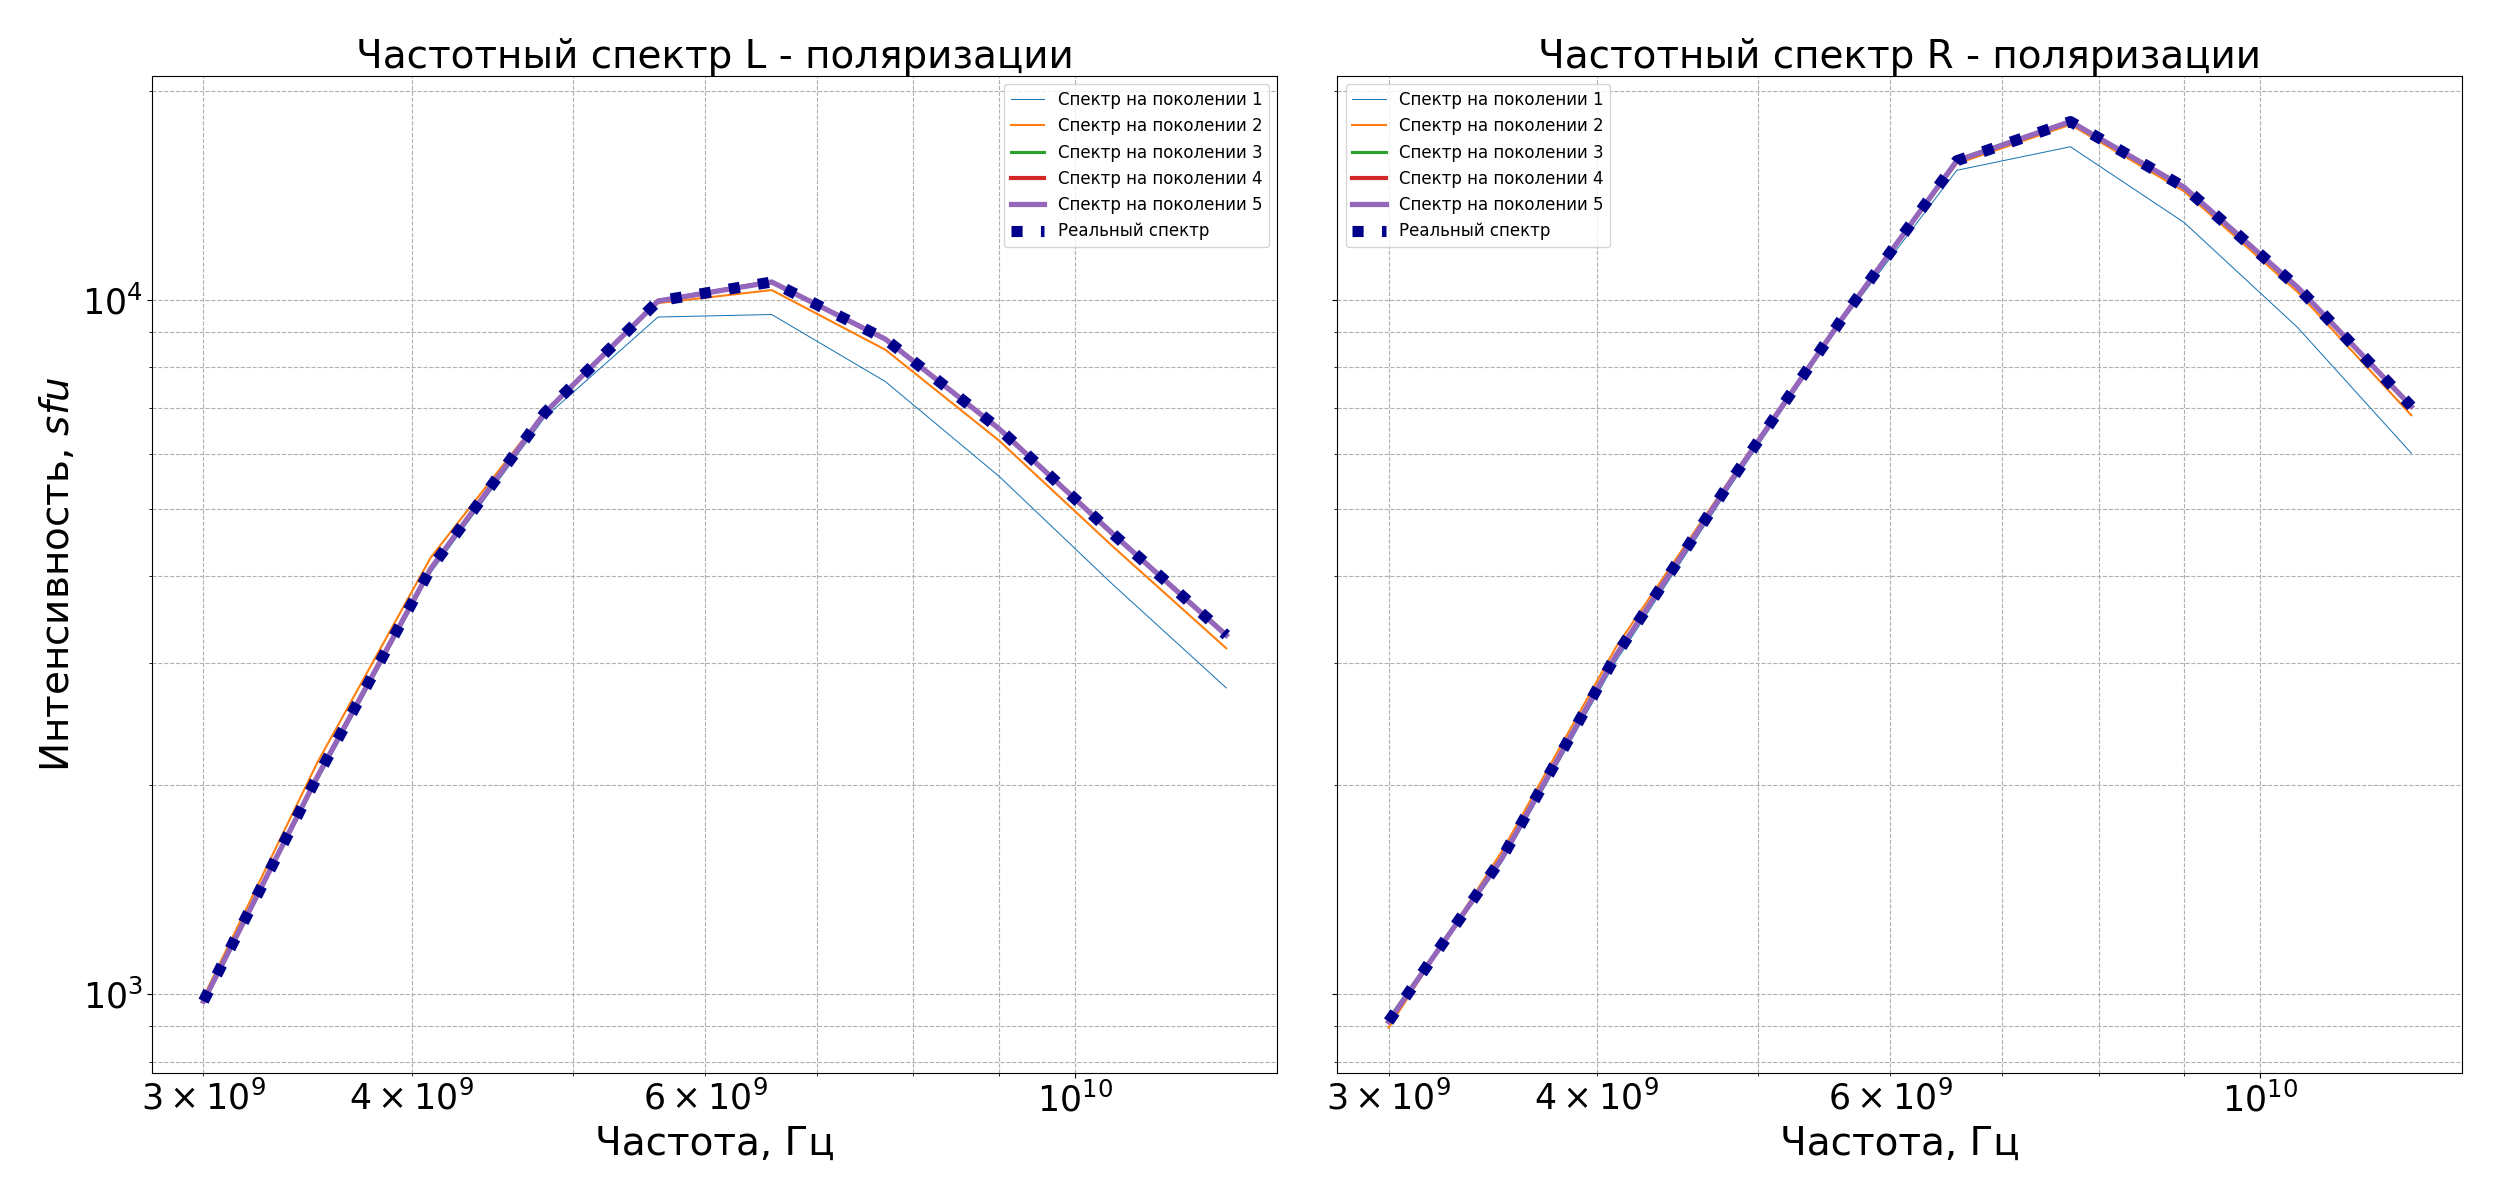 Частотный спектр L - поляризации
Спектр на поколении 1
Спектр на поколении 2
Спектр на поколении 3
Спектр на поколении 4
Спектр на поколении 5
Реальный спектр
Интенсивность, sfu
10⁴
10³
3 × 10⁹
4 × 10⁹
6 × 10⁹
10¹⁰
Частота, Гц
Частотный спектр R - поляризации
Спектр на поколении 1
Спектр на поколении 2
Спектр на поколении 3
Спектр на поколении 4
Спектр на поколении 5
Реальный спектр
3 × 10⁹
4 × 10⁹
6 × 10⁹
10¹⁰
Частота, Гц